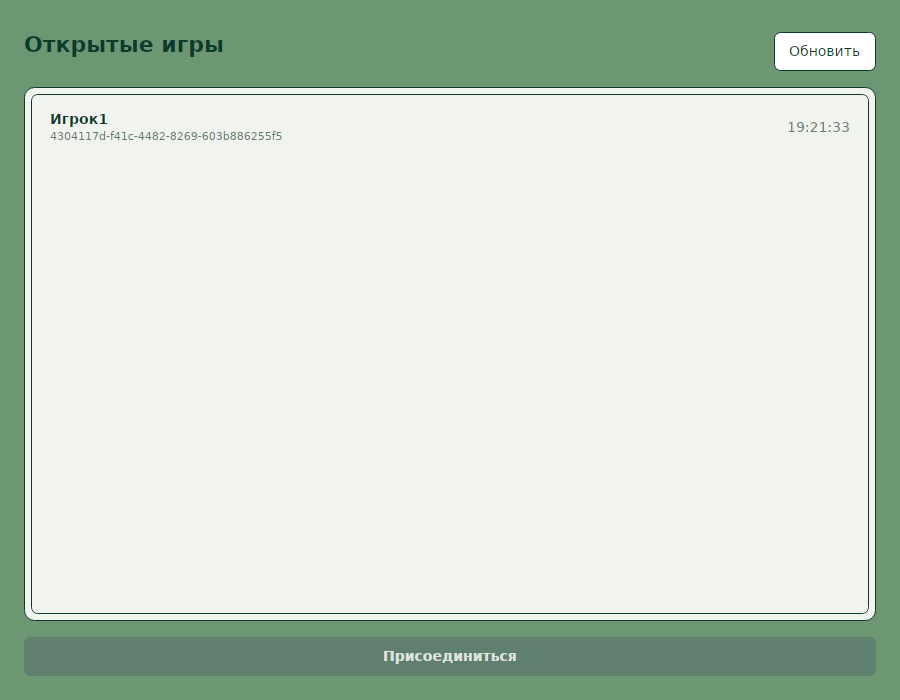 Открытые игры
Обновить
Игрок1
4304117d-f41c-4482-8269-603b886255f5
19:21:33
Присоединиться